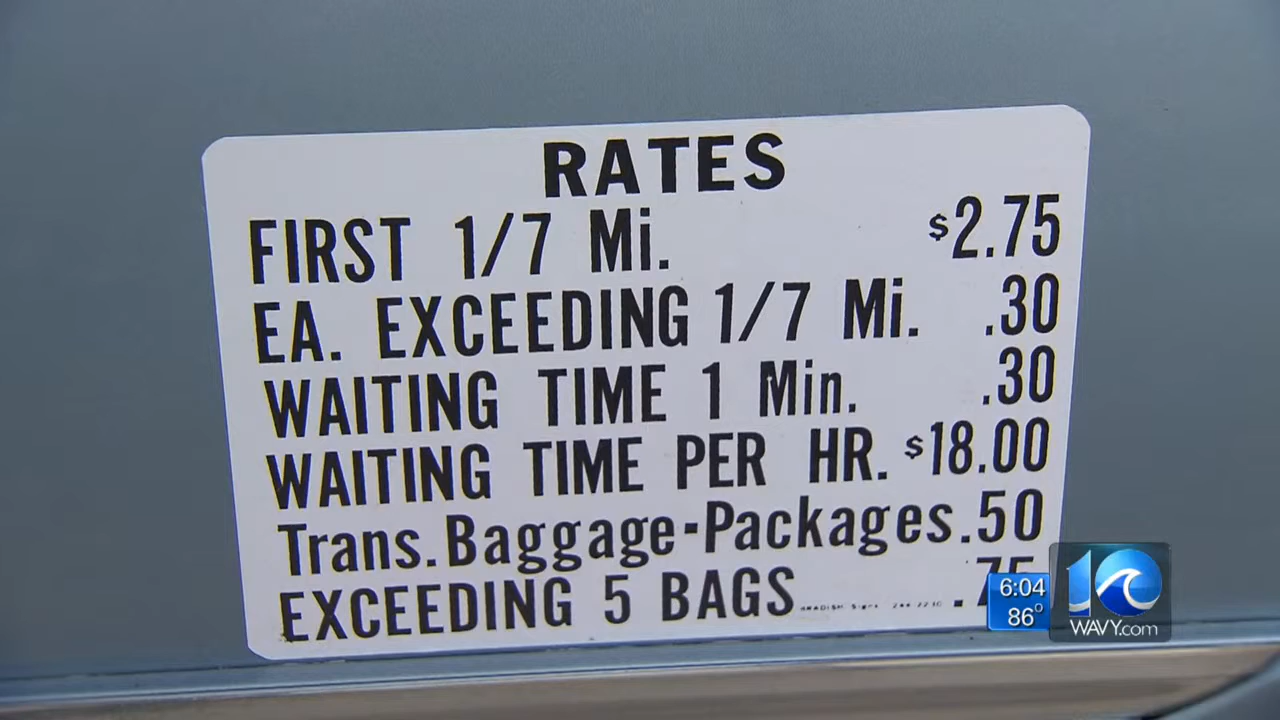 RATES
FIRST 1/7 Mi. $2.75
EA. EXCEEDING 1/7 Mi. .30
WAITING TIME 1 Min. .30
WAITING TIME PER HR. $18.00
Trans. Baggage-Packages .50
EXCEEDING 5 BAGS
6:04
86°
10
WAVY.com